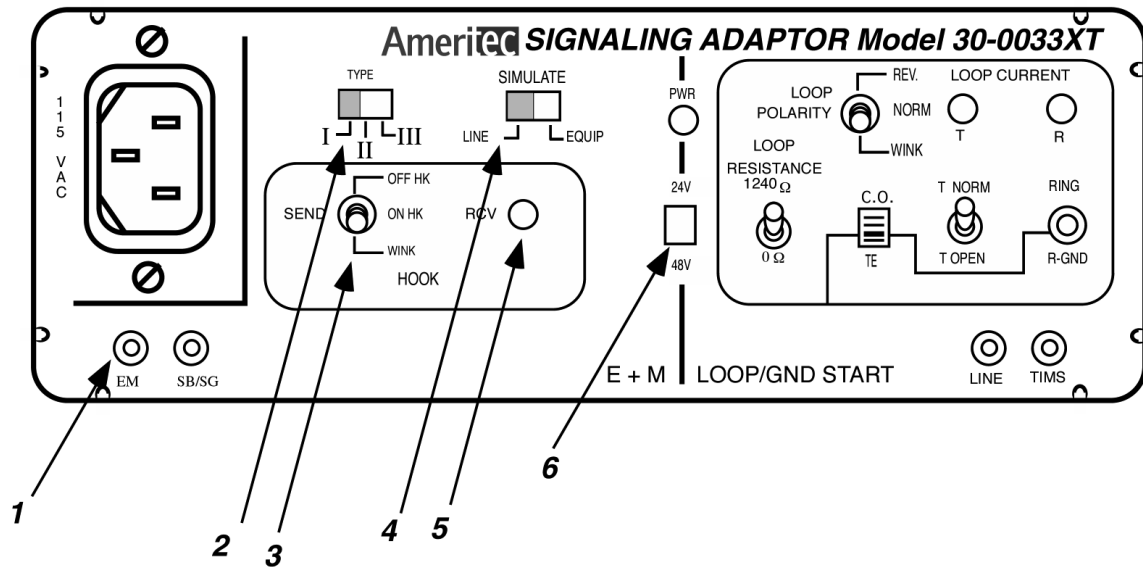 Ameritec SIGNALING ADAPTOR Model 30-0033XT
115 VAC
TYPE
I II III
SIMULATE
LINE EQUIP
SEND
OFF HK
ON HK
WINK
RCV
HOOK
EM
SB/SG
PWR
24V
48V
E + M
LOOP/GND START
LOOP POLARITY
REV.
NORM
WINK
LOOP CURRENT
T
R
LOOP
RESISTANCE
1240 Ω
0 Ω
C.O.
TE
T NORM
T OPEN
RING
R-GND
LINE
TIMS
1
2
3
4
5
6